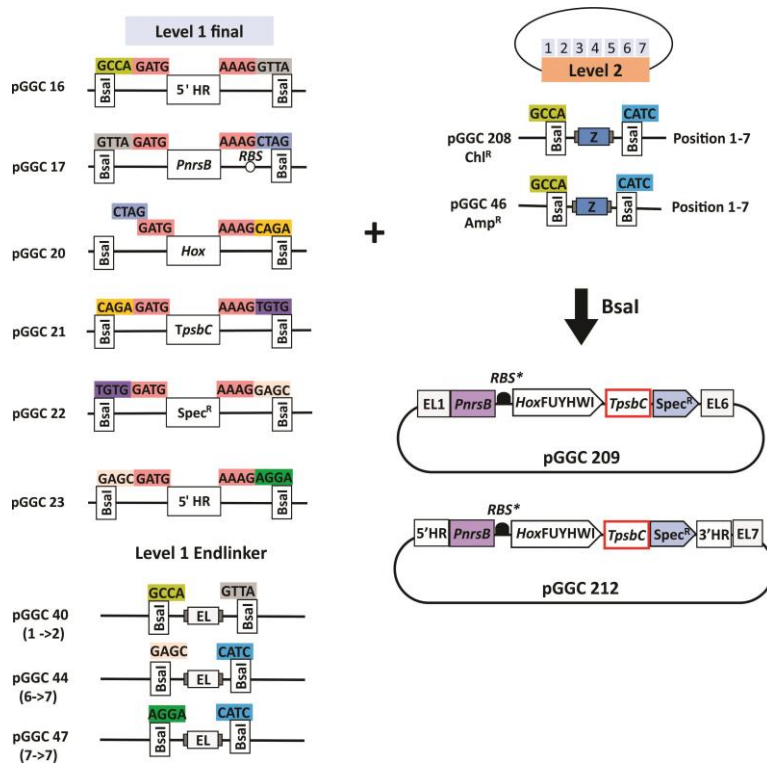 Level 1 final
GCCA GATG AAAG GTTA
pGGC 16 BsaI 5' HR BsaI
GTTA GATG AAAG CTAG
pGGC 17 BsaI PnrsB RBS BsaI
CTAG
GATG AAAG CAGA
pGGC 20 BsaI Hox BsaI
CAGA GATG AAAG TGTG
pGGC 21 BsaI TpsbC BsaI
TGTG GATG AAAG GAGC
pGGC 22 BsaI Spec^R BsaI
GAGC GATG AAAG AGGA
pGGC 23 BsaI 5' HR BsaI
Level 1 Endlinker
GCCA GTTA
pGGC 40 BsaI EL BsaI
(1 ->2)
GAGC CATC
pGGC 44 BsaI EL BsaI
(6->7)
AGGA CATC
pGGC 47 BsaI EL BsaI
(7->7)
+
1 2 3 4 5 6 7
Level 2
GCCA CATC
pGGC 208 BsaI Z BsaI Position 1-7
Chl^R
GCCA CATC
pGGC 46 BsaI Z BsaI Position 1-7
Amp^R
BsaI
RBS*
EL1 PnrsB HoxFUYHWI TpsbC Spec^R EL6
pGGC 209
RBS*
5'HR PnrsB HoxFUYHWI TpsbC Spec^R 3'HR EL7
pGGC 212